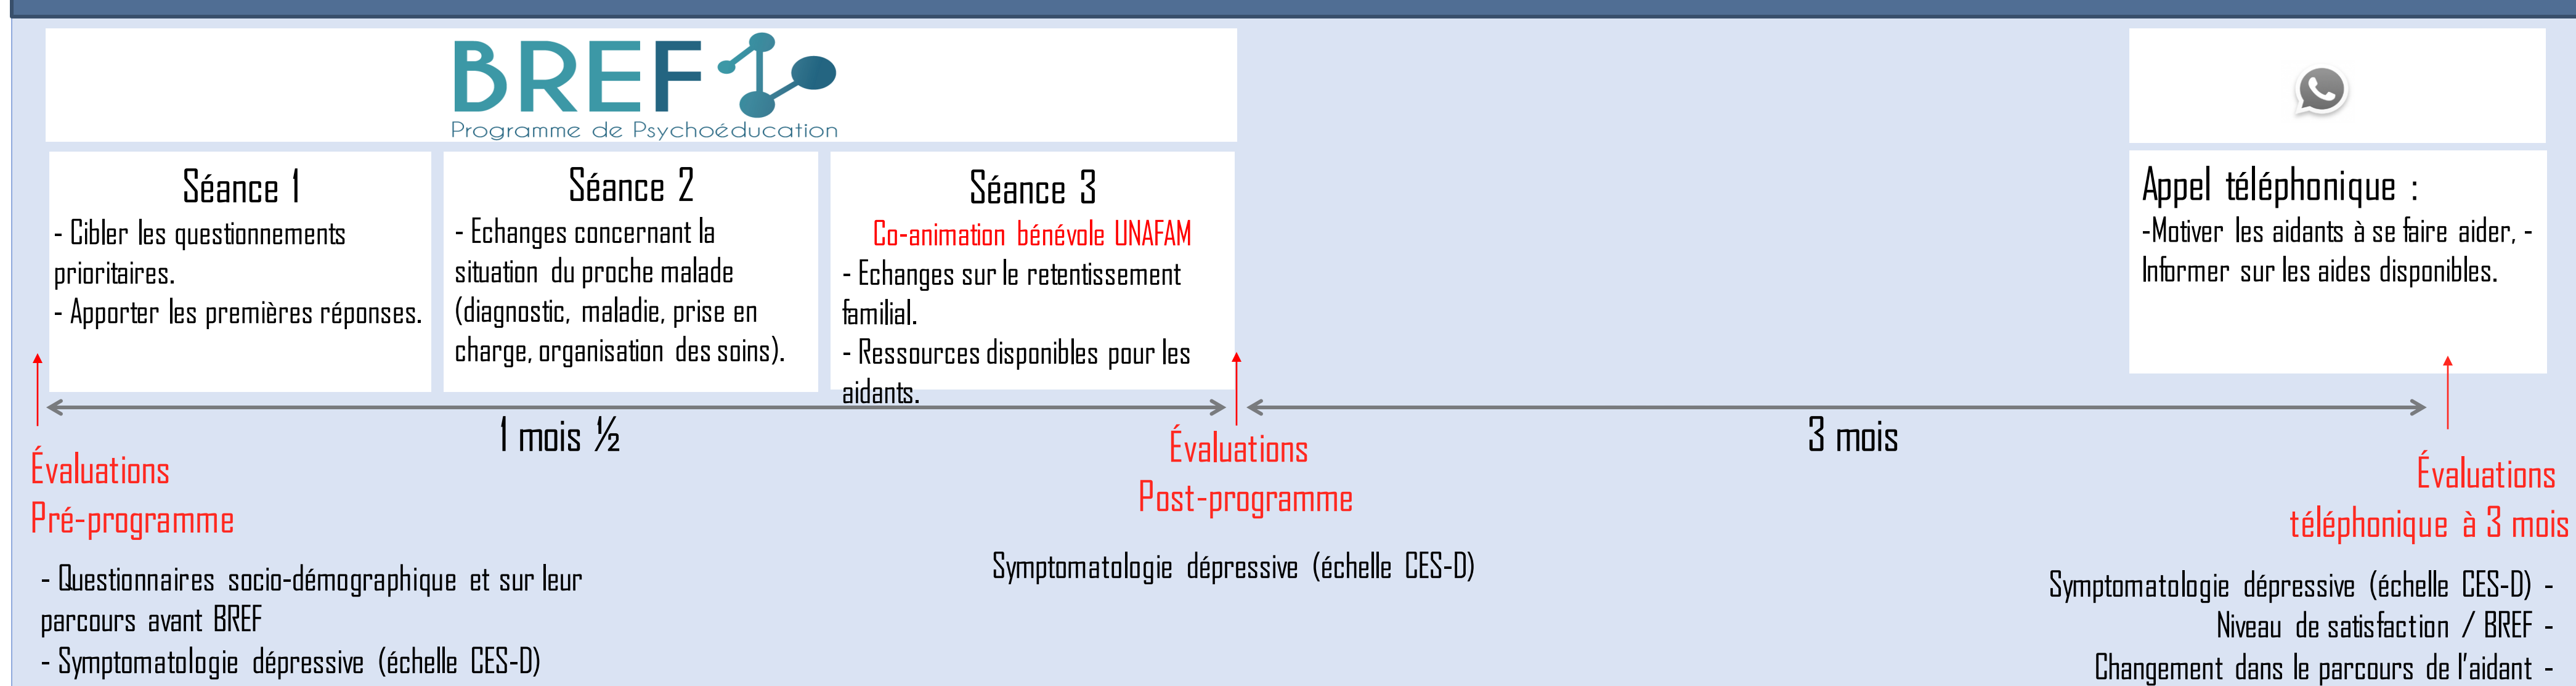 BREF
Programme de Psychoéducation
Séance 1
- Cibler les questionnements
prioritaires.
- Apporter les premières réponses.
Séance 2
- Echanges concernant la
situation du proche malade
(diagnostic, maladie, prise en
charge, organisation des soins).
Séance 3
Co-animation bénévole UNAFAM
- Echanges sur le retentissement
familial.
- Ressources disponibles pour les
aidants.
Appel téléphonique :
-Motiver les aidants à se faire aider, -
Informer sur les aides disponibles.
1 mois ½
3 mois
Évaluations
Pré-programme
- Questionnaires socio-démographique et sur leur
parcours avant BREF
- Symptomatologie dépressive (échelle CES-D)
Évaluations
Post-programme
Symptomatologie dépressive (échelle CES-D)
Évaluations
téléphonique à 3 mois
Symptomatologie dépressive (échelle CES-D) -
Niveau de satisfaction / BREF -
Changement dans le parcours de l'aidant -